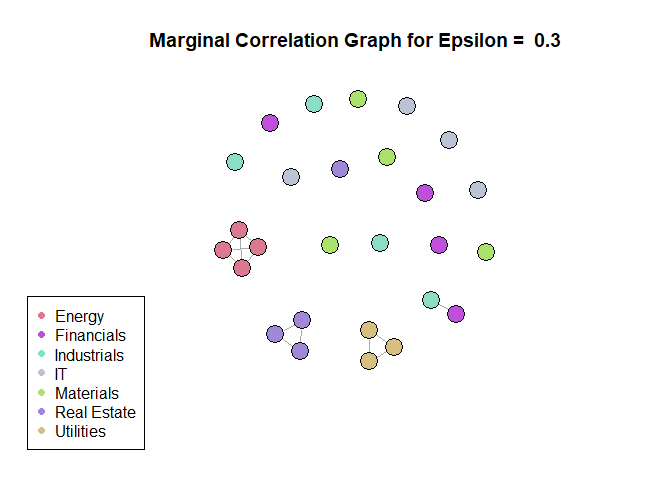 Marginal Correlation Graph for Epsilon = 0.3
Energy
Financials
Industrials
IT
Materials
Real Estate
Utilities